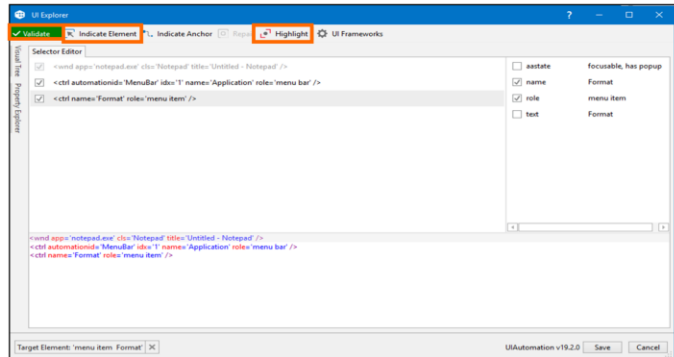 UI Explorer
Validate Indicate Element Indicate Anchor Repair Highlight UI Frameworks
Visual Tree
Property Explorer
Selector Editor
<wnd app='notepad.exe' cls='Notepad' title='Untitled - Notepad' />
<ctrl automationid='MenuBar' idx='1' name='Application' role='menu bar' />
<ctrl name='Format' role='menu item' />
aastate focusable, has popup
name Format
role menu item
text Format
<wnd app='notepad.exe' cls='Notepad' title='Untitled - Notepad' />
<ctrl automationid='MenuBar' idx='1' name='Application' role='menu bar' />
<ctrl name='Format' role='menu item' />
Target Element: 'menu item Format'
UIAutomation v19.2.0 Save Cancel